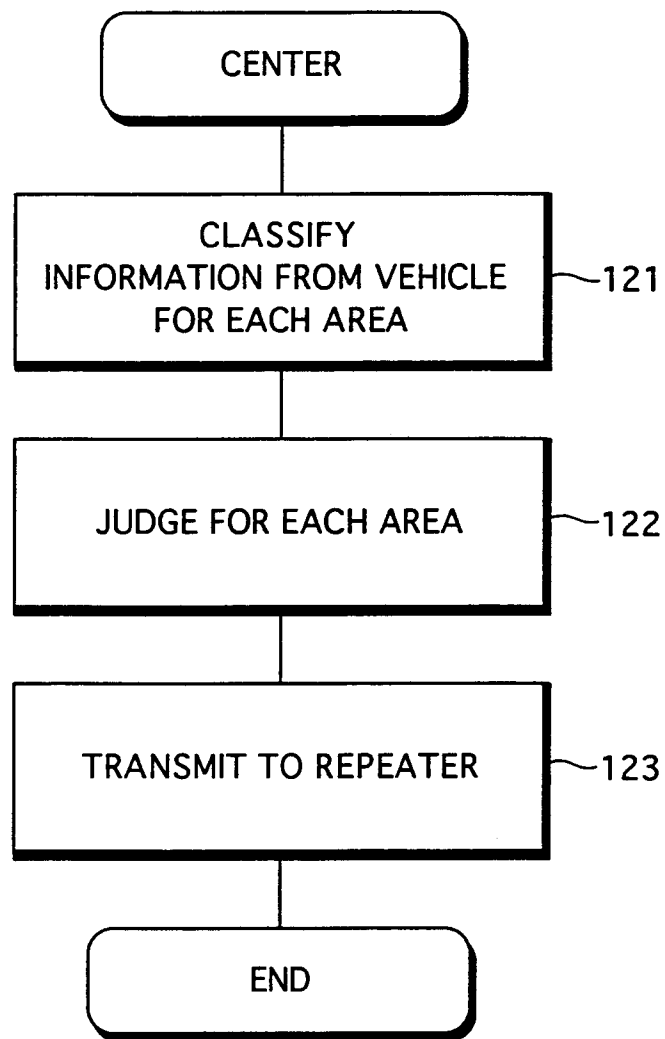 CENTER
CLASSIFY
INFORMATION FROM VEHICLE
FOR EACH AREA
121
JUDGE FOR EACH AREA
122
TRANSMIT TO REPEATER
123
END